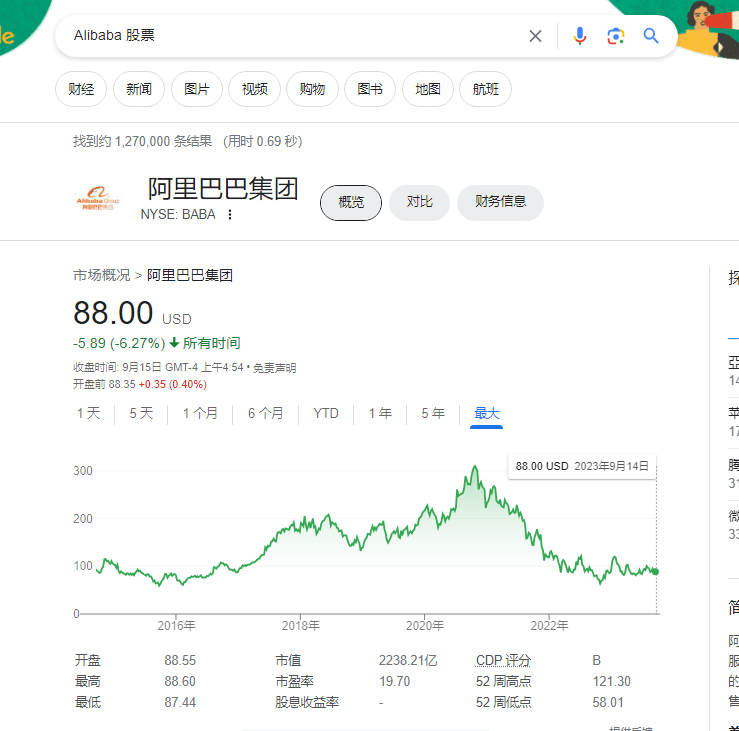 le
Alibaba 股票
财经
新闻
图片
视频
购物
图书
地图
航班
找到约 1,270,000 条结果 (用时 0.69 秒)
Alibaba Group
阿里巴巴集团
阿里巴巴集团
NYSE: BABA
概览
对比
财务信息
市场概况 > 阿里巴巴集团
88.00 USD
-5.89 (-6.27%) 所有时间
收盘时间: 9月15日 GMT-4 上午4:54 • 免责声明
开盘前 88.35 +0.35 (0.40%)
1 天
5 天
1 个月
6 个月
YTD
1 年
5 年
最大
88.00 USD 2023年9月14日
300
200
100
0
2016年
2018年
2020年
2022年
开盘 88.55 市值 2238.21亿 CDP 评分 B
最高 88.60 市盈率 19.70 52 周高点 121.30
最低 87.44 股息收益率 - 52 周低点 58.01
亞
14
苹
17
腾
31
微
33
简
阿
服
的
售